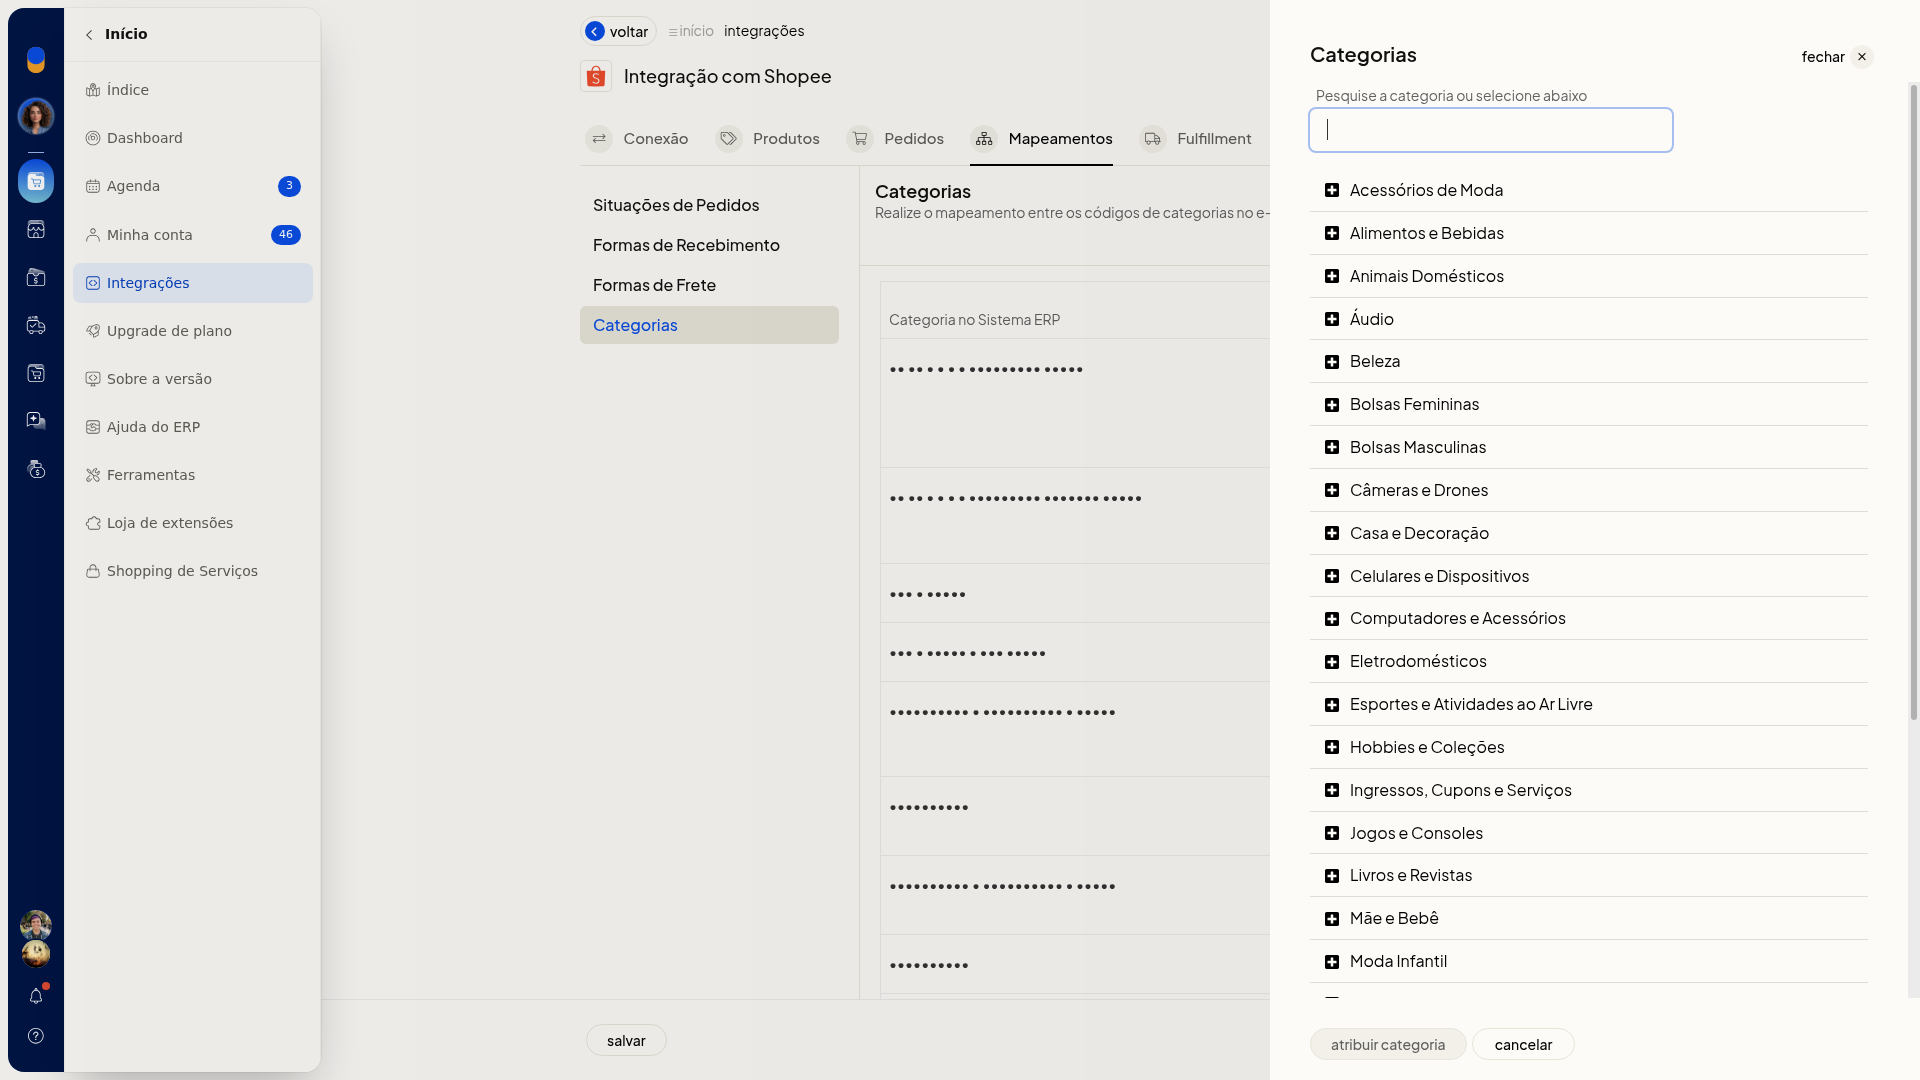 Início
Índice
Dashboard
Agenda 3
Minha conta 46
Integrações
Upgrade de plano
Sobre a versão
Ajuda do ERP
Ferramentas
Loja de extensões
Shopping de Serviços
voltar início integrações
Integração com Shopee
Conexão Produtos Pedidos Mapeamentos Fulfillment
Situações de Pedidos
Formas de Recebimento
Formas de Frete
Categorias
Categorias
Realize o mapeamento entre os códigos de categorias no e-
Categoria no Sistema ERP
•• •• • • • • ••••••••• •••••
•• •• • • • • ••••••••• ••••••• •••••
••• • •••••
••• • ••••• • ••• •••••
•••••••••• • •••••••••• • •••••
••••••••••
•••••••••• • •••••••••• • •••••
••••••••••
salvar
Categorias
fechar
Pesquise a categoria ou selecione abaixo
Acessórios de Moda
Alimentos e Bebidas
Animais Domésticos
Áudio
Beleza
Bolsas Femininas
Bolsas Masculinas
Câmeras e Drones
Casa e Decoração
Celulares e Dispositivos
Computadores e Acessórios
Eletrodomésticos
Esportes e Atividades ao Ar Livre
Hobbies e Coleções
Ingressos, Cupons e Serviços
Jogos e Consoles
Livros e Revistas
Mãe e Bebê
Moda Infantil
atribuir categoria cancelar